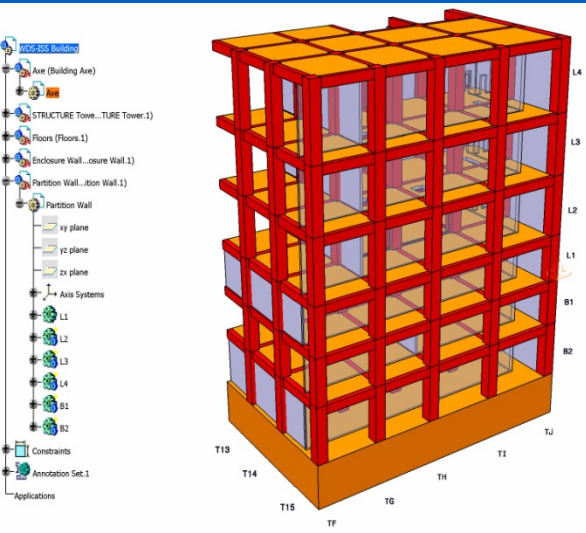 WDS-ISS Building
Axe (Building Axe)
Axe
STRUCTURE Towe...TURE Tower.1)
Floors (Floors.1)
Enclosure Wall...osure Wall.1)
Partition Wall...ition Wall.1)
Partition Wall
xy plane
yz plane
zx plane
Axis Systems
L1
L2
L3
L4
B1
B2
Constraints
Annotation Set.1
Applications
L4
L3
L2
L1
B1
B2
T13
T14
T15
TF
TG
TH
TI
TJ